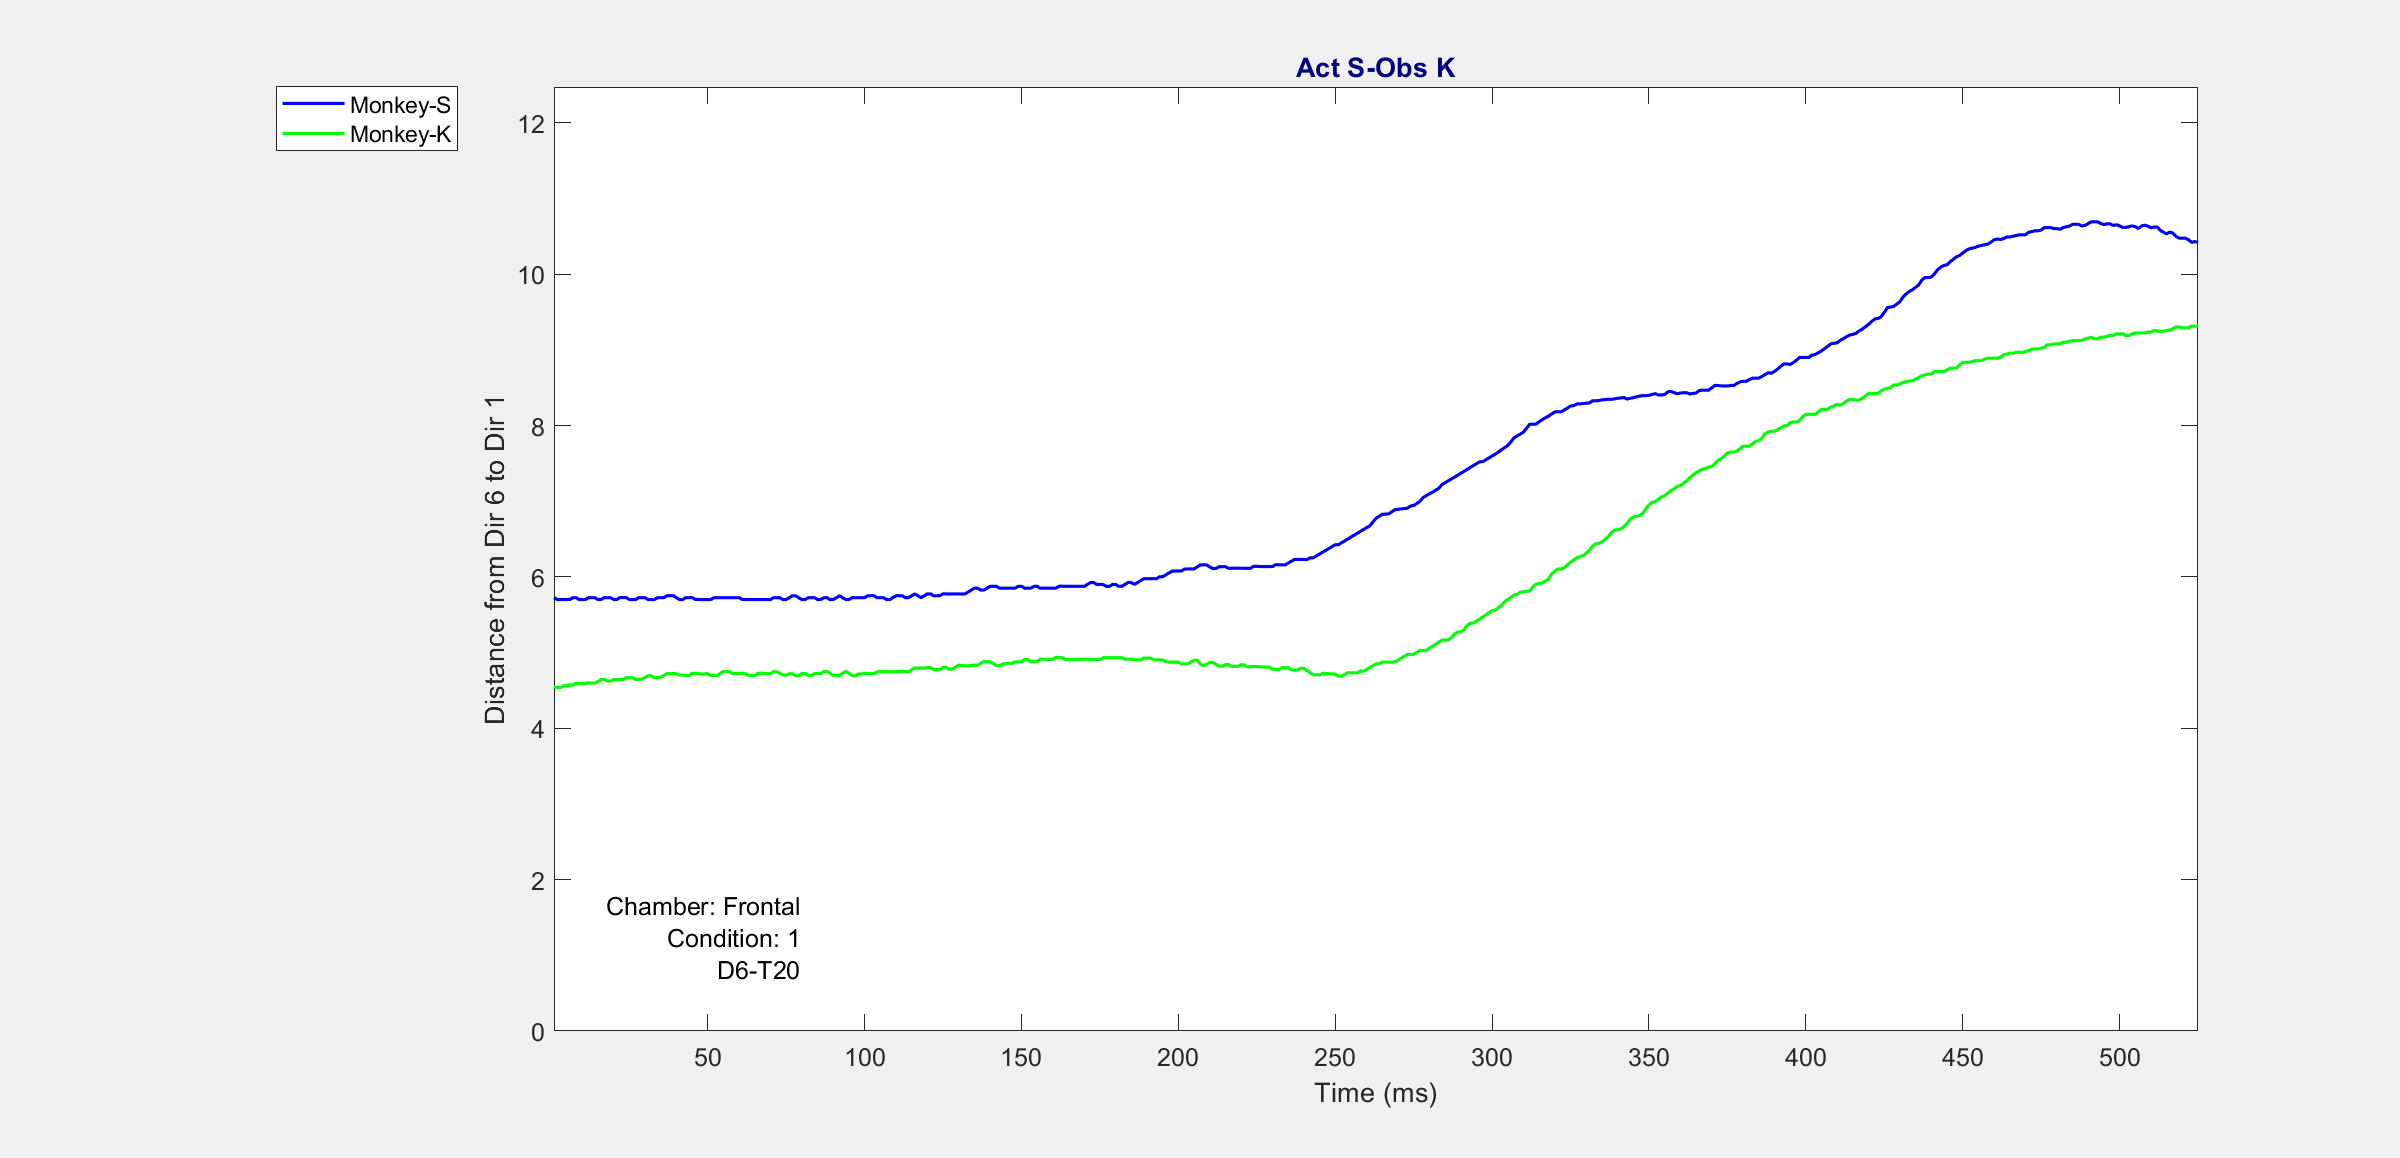 Act S-Obs K
Monkey-S
Monkey-K
12
10
8
6
4
2
0
Distance from Dir 6 to Dir 1
Chamber: Frontal
Condition: 1
D6-T20
50 100 150 200 250 300 350 400 450 500
Time (ms)